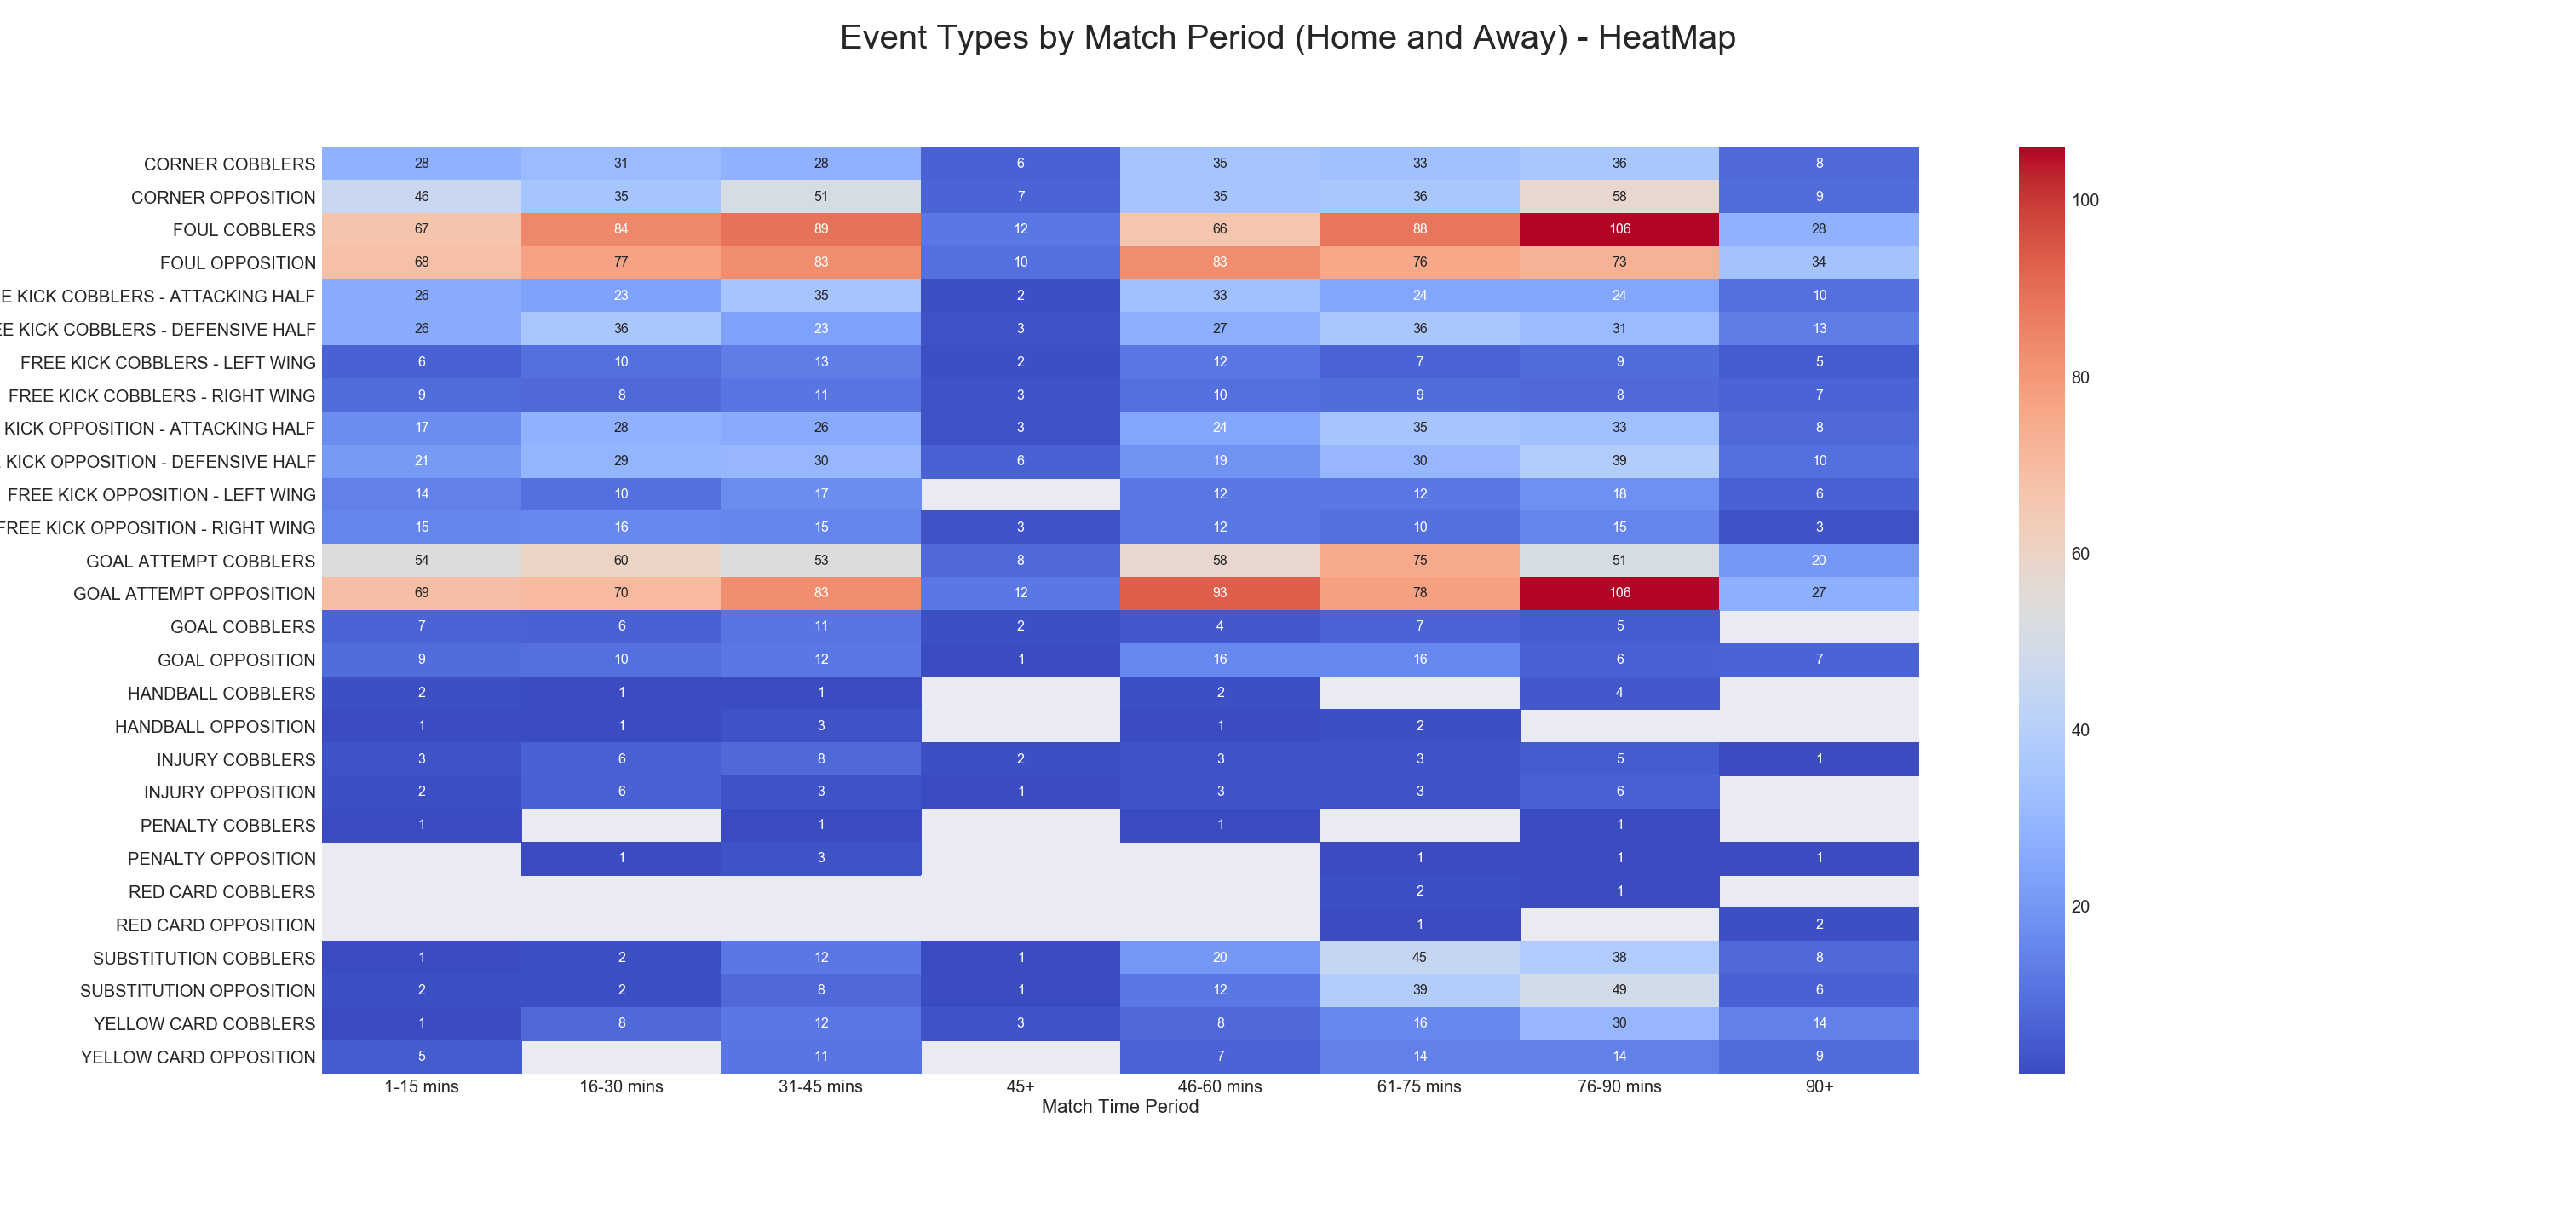 Event Types by Match Period (Home and Away) - HeatMap
CORNER COBBLERS 28 31 28 6 35 33 36 8
CORNER OPPOSITION 46 35 51 7 35 36 58 9
FOUL COBBLERS 67 84 89 12 66 88 106 28
FOUL OPPOSITION 68 77 83 10 83 76 73 34
E KICK COBBLERS - ATTACKING HALF 26 23 35 2 33 24 24 10
EE KICK COBBLERS - DEFENSIVE HALF 26 36 23 3 27 36 31 13
FREE KICK COBBLERS - LEFT WING 6 10 13 2 12 7 9 5
FREE KICK COBBLERS - RIGHT WING 9 8 11 3 10 9 8 7
KICK OPPOSITION - ATTACKING HALF 17 28 26 3 24 35 33 8
KICK OPPOSITION - DEFENSIVE HALF 21 29 30 6 19 30 39 10
FREE KICK OPPOSITION - LEFT WING 14 10 17 12 12 18 6
FREE KICK OPPOSITION - RIGHT WING 15 16 15 3 12 10 15 3
GOAL ATTEMPT COBBLERS 54 60 53 8 58 75 51 20
GOAL ATTEMPT OPPOSITION 69 70 83 12 93 78 106 27
GOAL COBBLERS 7 6 11 2 4 7 5
GOAL OPPOSITION 9 10 12 1 16 16 6 7
HANDBALL COBBLERS 2 1 1 2 4
HANDBALL OPPOSITION 1 1 3 1 2
INJURY COBBLERS 3 6 8 2 3 3 5 1
INJURY OPPOSITION 2 6 3 1 3 3 6
PENALTY COBBLERS 1 1 1 1
PENALTY OPPOSITION 1 3 1 1 1
RED CARD COBBLERS 2 1
RED CARD OPPOSITION 1 2
SUBSTITUTION COBBLERS 1 2 12 1 20 45 38 8
SUBSTITUTION OPPOSITION 2 2 8 1 12 39 49 6
YELLOW CARD COBBLERS 1 8 12 3 8 16 30 14
YELLOW CARD OPPOSITION 5 11 7 14 14 9
1-15 mins 16-30 mins 31-45 mins 45+ 46-60 mins 61-75 mins 76-90 mins 90+
Match Time Period
100
80
60
40
20